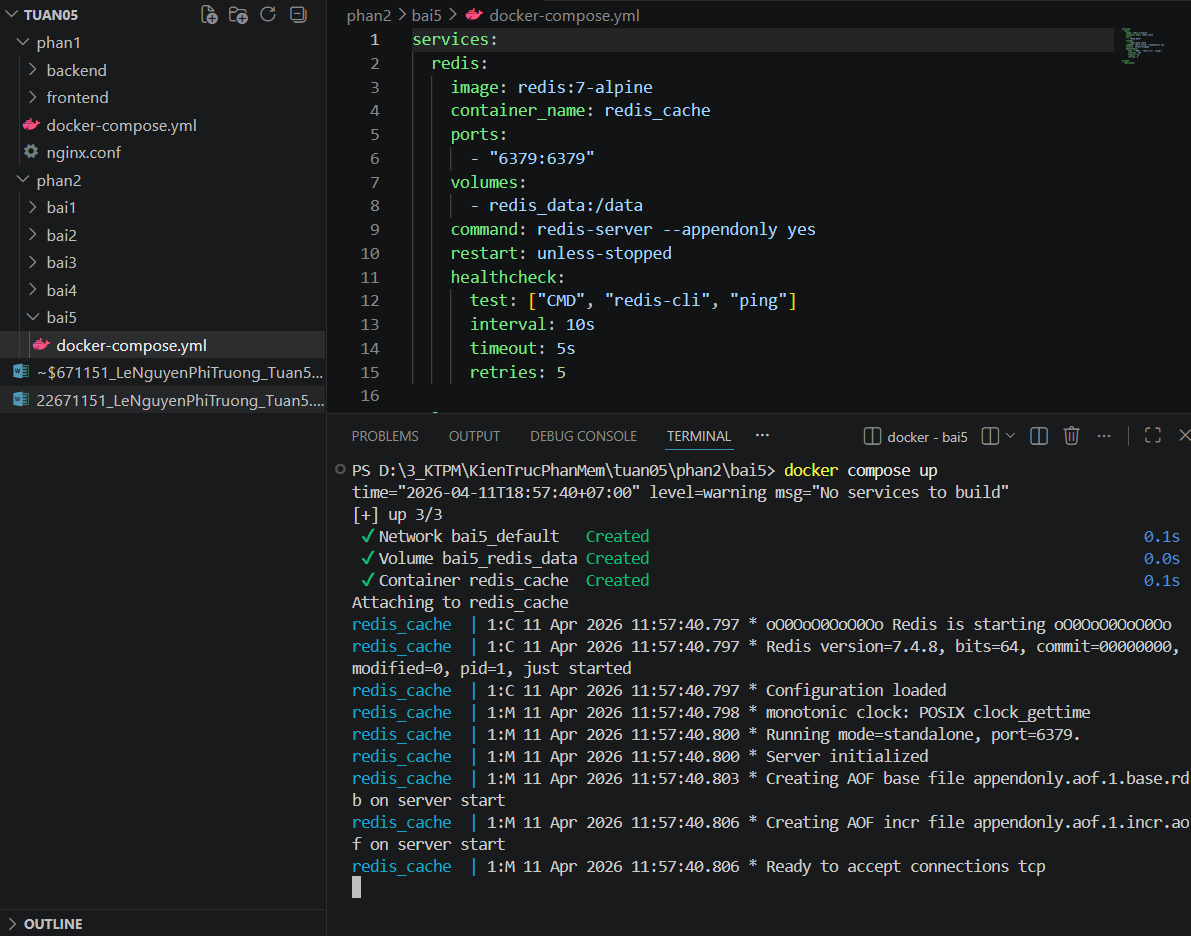 TUAN05
phan1
backend
frontend
docker-compose.yml
nginx.conf
phan2
bai1
bai2
bai3
bai4
bai5
docker-compose.yml
~$671151_LeNguyenPhiTruong_Tuan5...
22671151_LeNguyenPhiTruong_Tuan5....
OUTLINE
phan2 > bai5 > docker-compose.yml
1 services:
2 redis:
3 image: redis:7-alpine
4 container_name: redis_cache
5 ports:
6 - "6379:6379"
7 volumes:
8 - redis_data:/data
9 command: redis-server --appendonly yes
10 restart: unless-stopped
11 healthcheck:
12 test: ["CMD", "redis-cli", "ping"]
13 interval: 10s
14 timeout: 5s
15 retries: 5
16
PROBLEMS OUTPUT DEBUG CONSOLE TERMINAL ··· docker - bai5 ···
PS D:\3_KTPM\KienTrucPhanMem\tuan05\phan2\bai5> docker compose up
time="2026-04-11T18:57:40+07:00" level=warning msg="No services to build"
[+] up 3/3
✓ Network bai5_default Created 0.1s
✓ Volume bai5_redis_data Created 0.0s
✓ Container redis_cache Created 0.1s
Attaching to redis_cache
redis_cache | 1:C 11 Apr 2026 11:57:40.797 * oO0OoO0OoO0Oo Redis is starting oO0OoO0OoO0Oo
redis_cache | 1:C 11 Apr 2026 11:57:40.797 * Redis version=7.4.8, bits=64, commit=00000000,
modified=0, pid=1, just started
redis_cache | 1:C 11 Apr 2026 11:57:40.797 * Configuration loaded
redis_cache | 1:M 11 Apr 2026 11:57:40.798 * monotonic clock: POSIX clock_gettime
redis_cache | 1:M 11 Apr 2026 11:57:40.800 * Running mode=standalone, port=6379.
redis_cache | 1:M 11 Apr 2026 11:57:40.800 * Server initialized
redis_cache | 1:M 11 Apr 2026 11:57:40.803 * Creating AOF base file appendonly.aof.1.base.rd
b on server start
redis_cache | 1:M 11 Apr 2026 11:57:40.806 * Creating AOF incr file appendonly.aof.1.incr.ao
f on server start
redis_cache | 1:M 11 Apr 2026 11:57:40.806 * Ready to accept connections tcp